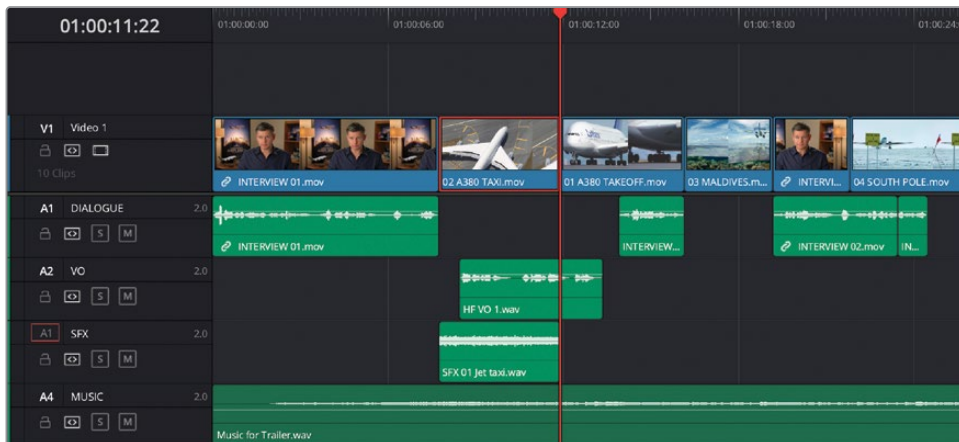 01:00:11:22
01:00:00:00 01:00:06:00 01:00:12:00 01:00:18:00 01:00:24:
V1 Video 1
10 Clips
INTERVIEW 01.mov 02 A380 TAXI.mov 01 A380 TAKEOFF.mov 03 MALDIVES.m... INTERVI... 04 SOUTH POLE.mov
A1 DIALOGUE 2.0
S M
INTERVIEW 01.mov INTERVIEW... INTERVIEW 02.mov IN...
A2 VO 2.0
S M
HF VO 1.wav
A1 SFX 2.0
S M
SFX 01 Jet taxi.wav
A4 MUSIC 2.0
S M
Music for Trailer.wav